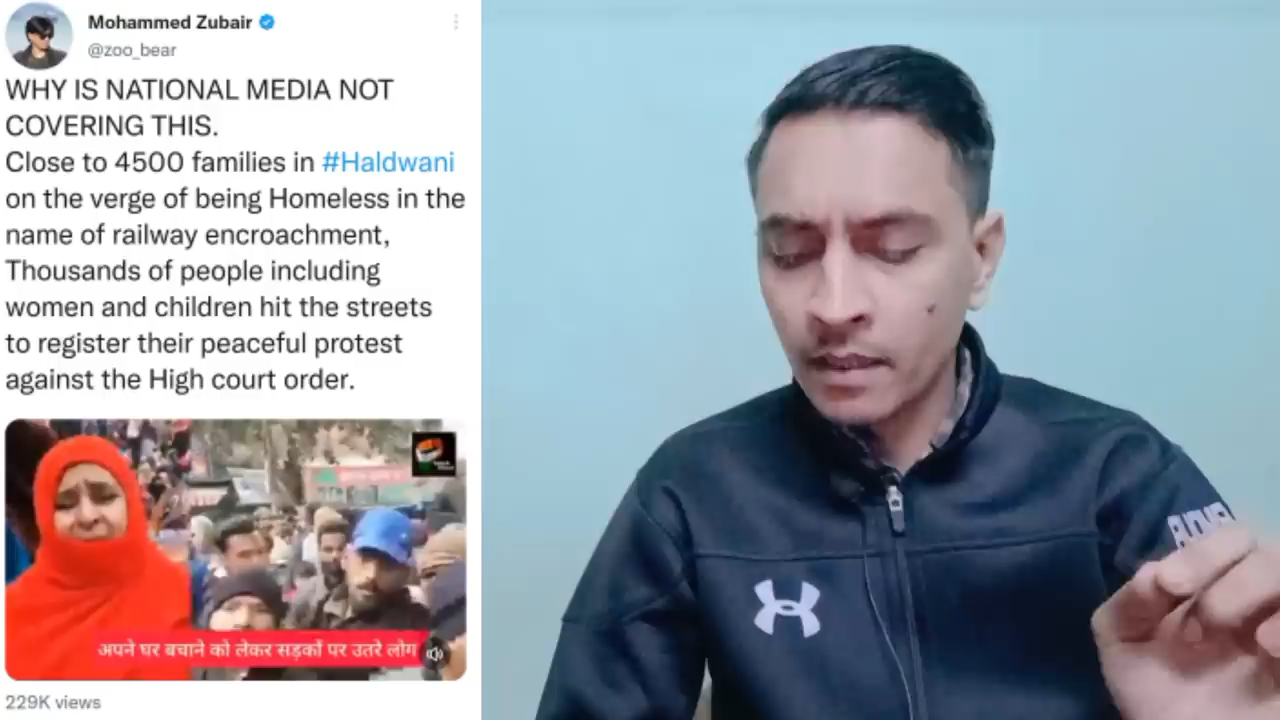 Mohammed Zubair
@zoo_bear
WHY IS NATIONAL MEDIA NOT
COVERING THIS.
Close to 4500 families in #Haldwani
on the verge of being Homeless in the
name of railway encroachment,
Thousands of people including
women and children hit the streets
to register their peaceful protest
against the High court order.
अपने घर बचाने को लेकर सड़कों पर उतरे लोग
229K views